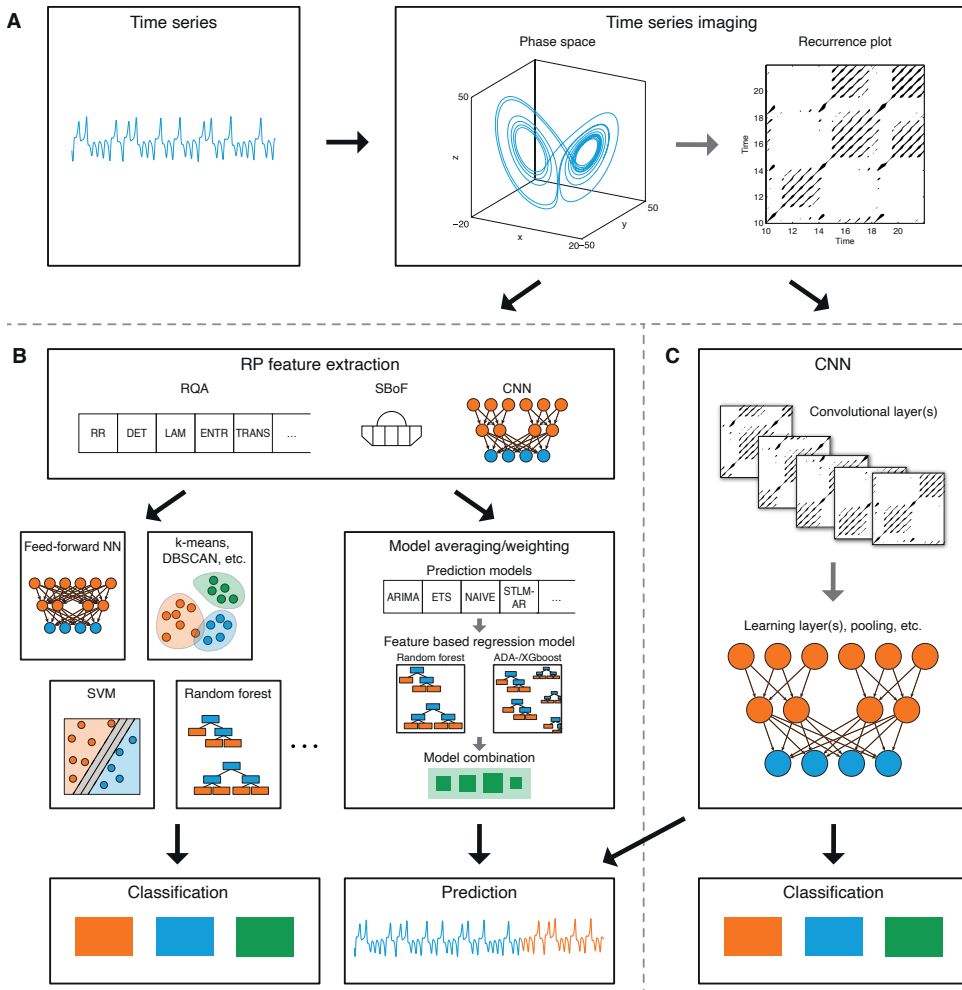 A
Time series
Time series imaging
Phase space
Recurrence plot
50
z
−20
x
20
−50
y
50
Time
20
18
16
14
12
10
10
12
14
16
18
20
Time
B
RP feature extraction
RQA
SBoF
CNN
RR
DET
LAM
ENTR
TRANS
...
Feed-forward NN
k-means,
DBSCAN, etc.
SVM
Random forest
...
Model averaging/weighting
Prediction models
ARIMA
ETS
NAIVE
STLM-
AR
...
Feature based regression model
Random forest
ADA-/XGboost
Model combination
Classification
Prediction
C
CNN
Convolutional layer(s)
Learning layer(s), pooling, etc.
Classification